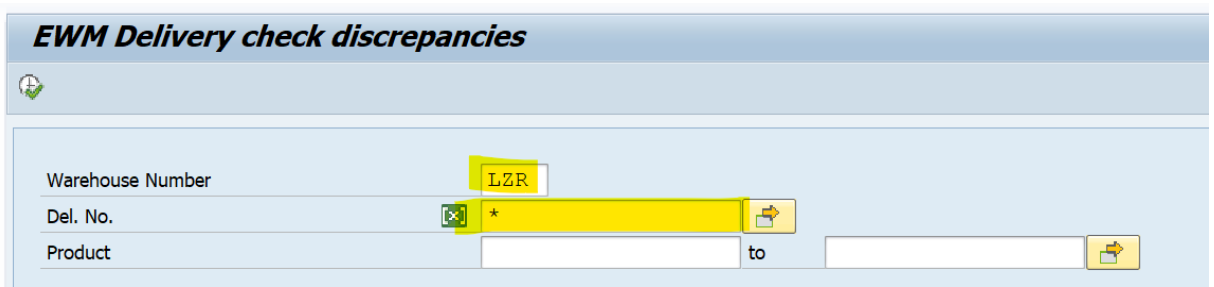 EWM Delivery check discrepancies
Warehouse Number LZR
Del. No. [×] *
Product to